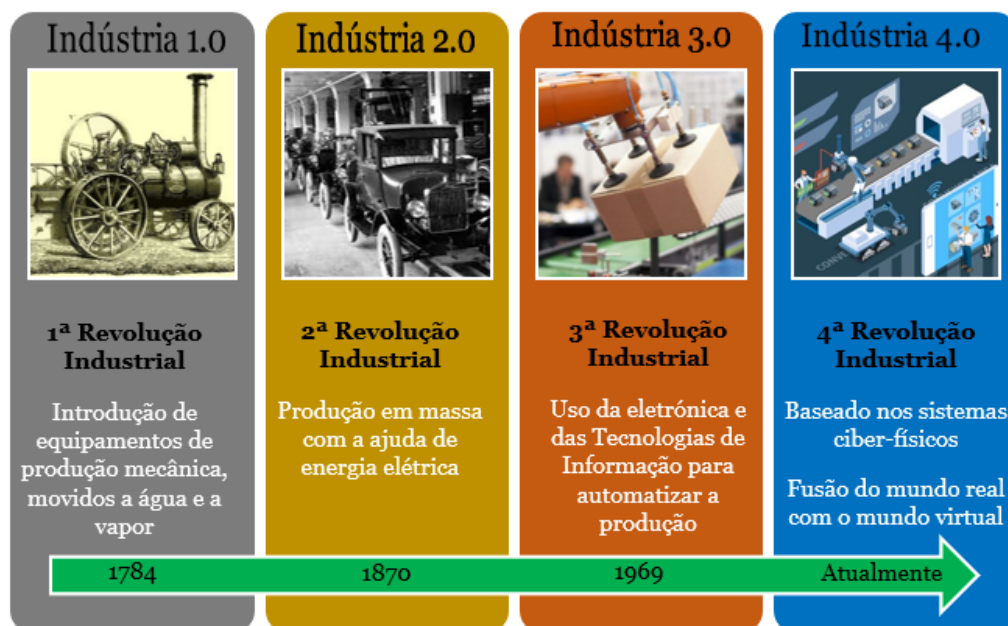 Indústria 1.0
1ª Revolução
Industrial
Introdução de
equipamentos de
produção mecânica,
movidos a água e a
vapor
1784
Indústria 2.0
2ª Revolução
Industrial
Produção em massa
com a ajuda de
energia elétrica
1870
Indústria 3.0
3ª Revolução
Industrial
Uso da eletrónica e
das Tecnologias de
Informação para
automatizar a
produção
1969
Indústria 4.0
CONVE
4ª Revolução
Industrial
Baseado nos sistemas
ciber-físicos
Fusão do mundo real
com o mundo virtual
Atualmente